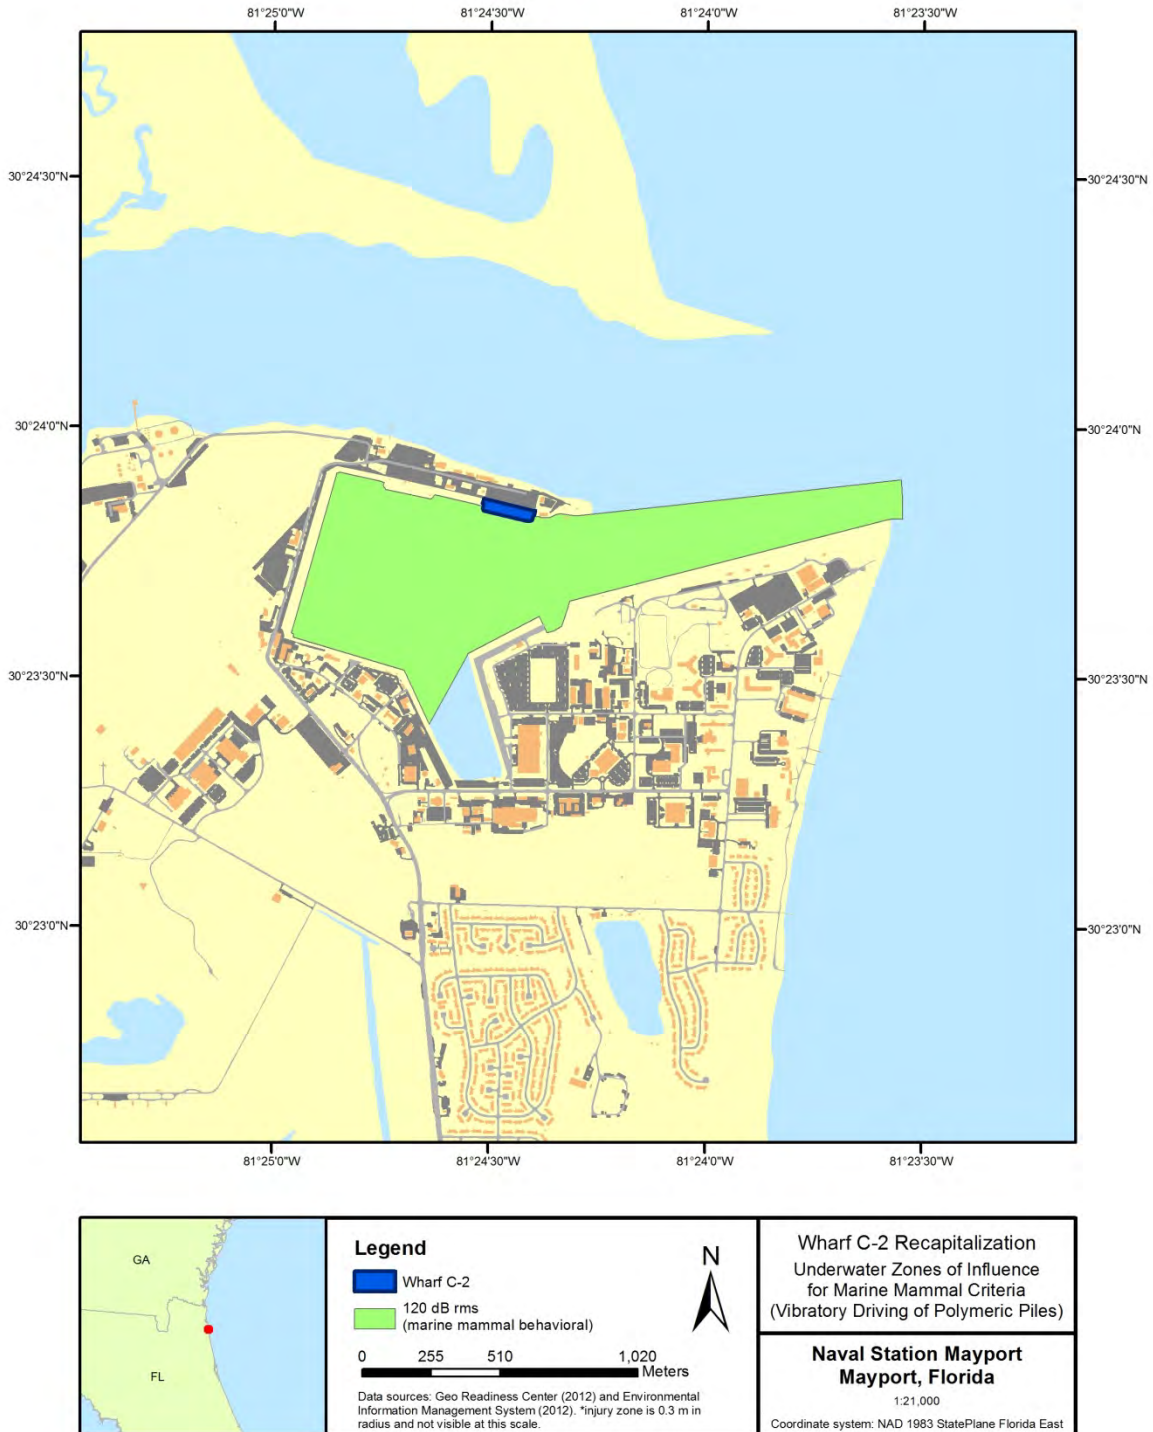 81°25'0"W 81°24'30"W 81°24'0"W 81°23'30"W
30°24'30"N 30°24'30"N
30°24'0"N 30°24'0"N
30°23'30"N 30°23'30"N
30°23'0"N 30°23'0"N
81°25'0"W 81°24'30"W 81°24'0"W 81°23'30"W
GA
FL
Legend
Wharf C-2
120 dB rms
(marine mammal behavioral)
0 255 510 1,020
Meters
Data sources: Geo Readiness Center (2012) and Environmental
Information Management System (2012). *injury zone is 0.3 m in
radius and not visible at this scale.
N
Wharf C-2 Recapitalization
Underwater Zones of Influence
for Marine Mammal Criteria
(Vibratory Driving of Polymeric Piles)
Naval Station Mayport
Mayport, Florida
1:21,000
Coordinate system: NAD 1983 StatePlane Florida East